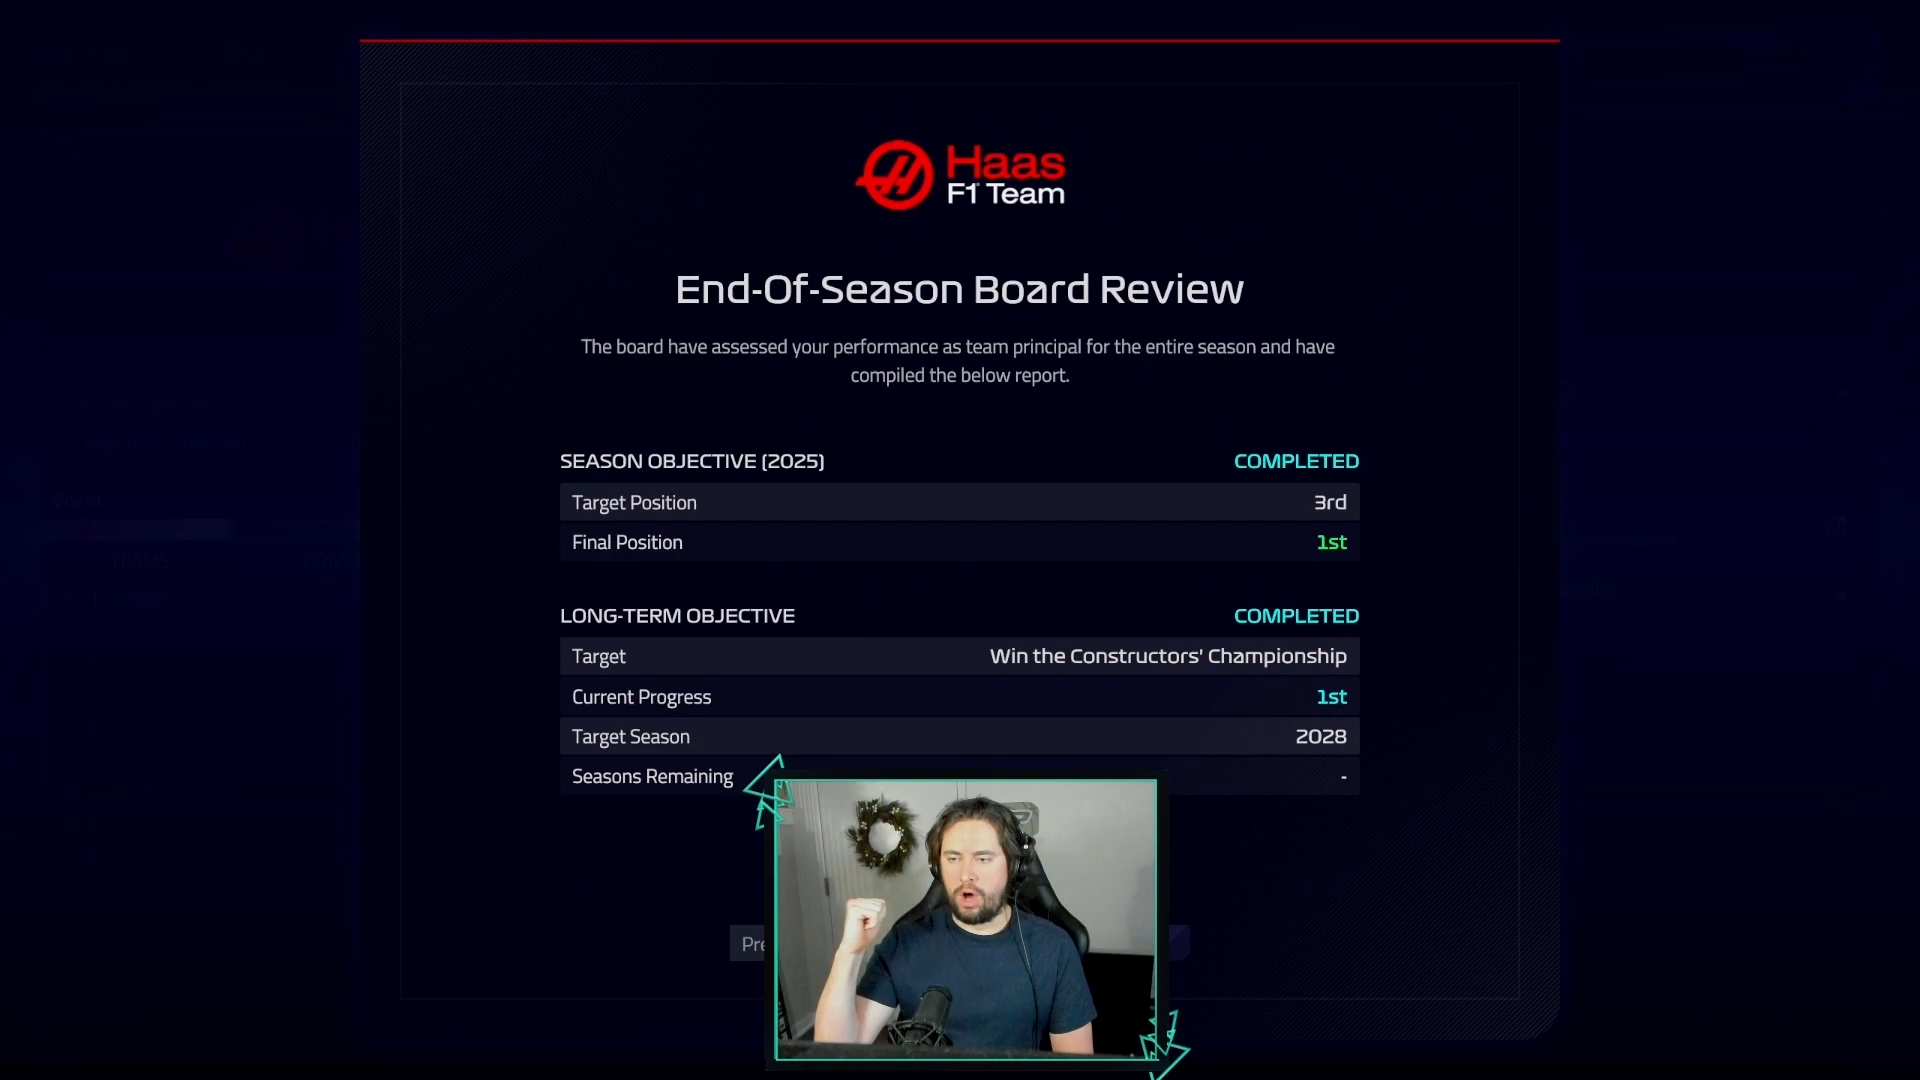 Haas
F1 Team
End-Of-Season Board Review
The board have assessed your performance as team principal for the entire season and have
compiled the below report.
SEASON OBJECTIVE (2025) COMPLETED
Target Position 3rd
Final Position 1st
LONG-TERM OBJECTIVE COMPLETED
Target Win the Constructors' Championship
Current Progress 1st
Target Season 2028
Seasons Remaining -
Board
TEAMS